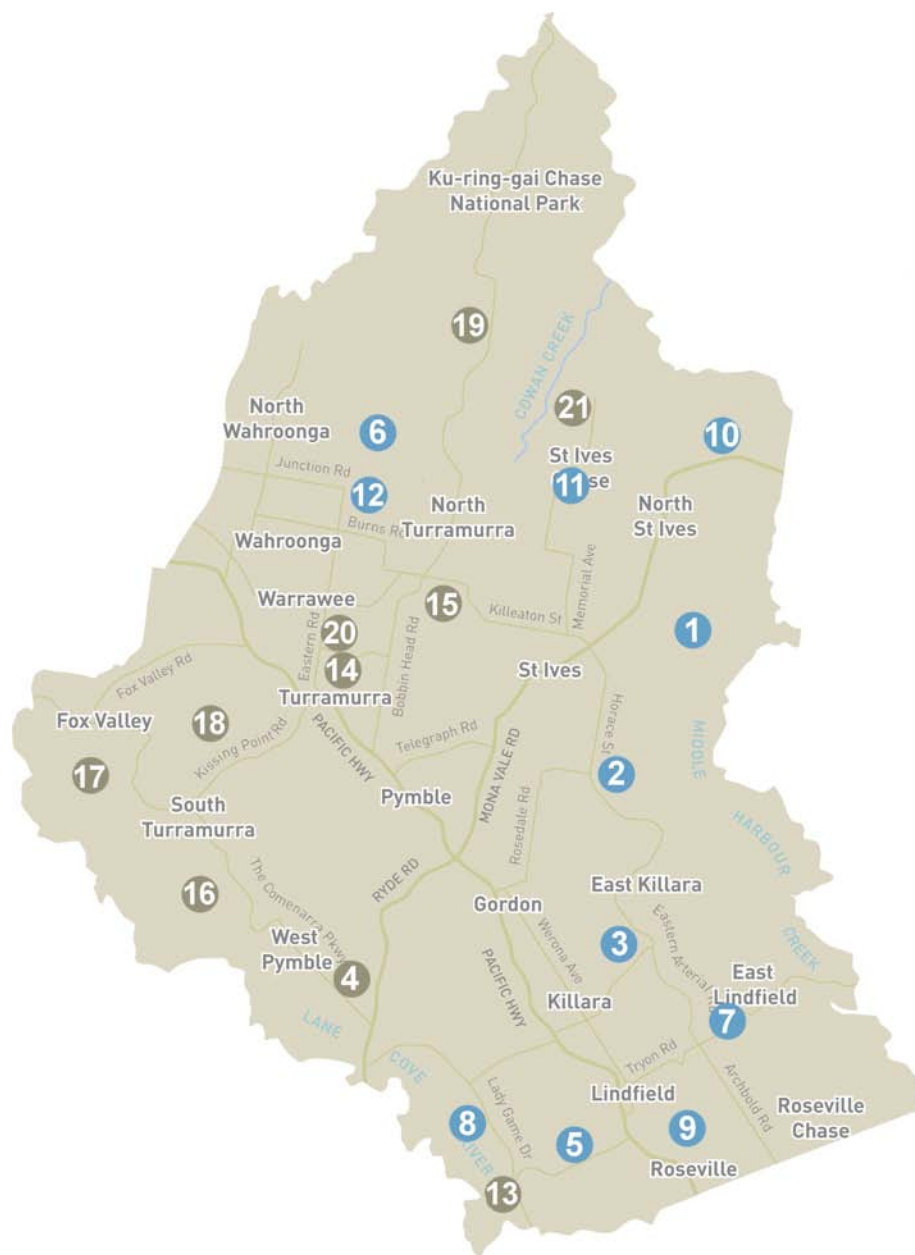 Ku-ring-gai Chase
National Park
19
COWAN CREEK
21
North
Wahroonga
6
10
St Ives
Chase
11
Junction Rd
12
North
Turramurra
North
St Ives
Burns Rd
Wahroonga
Memorial Ave
Warrawee
15
Killeaton St
1
20
Eastern Rd
Bobbin Head Rd
14
St Ives
Turramurra
Fox Valley Rd
Fox Valley
18
Kissing Point Rd
PACIFIC HWY
Telegraph Rd
MONA VALE RD
Horace St
MIDDLE
17
2
Pymble
South
Turramurra
Rosedale Rd
HARBOUR
The Comenarra Pkwy
RYDE RD
16
East Killara
Gordon
CREEK
West
Pymble
Werona Ave
3
Eastern Arterial Rd
4
East
Lindfield
PACIFIC HWY
Killara
LANE
7
COVE
Tryon Rd
Lady Game Dr
Lindfield
Archbold Rd
Roseville
Chase
8
5
9
RIVER
Roseville
13